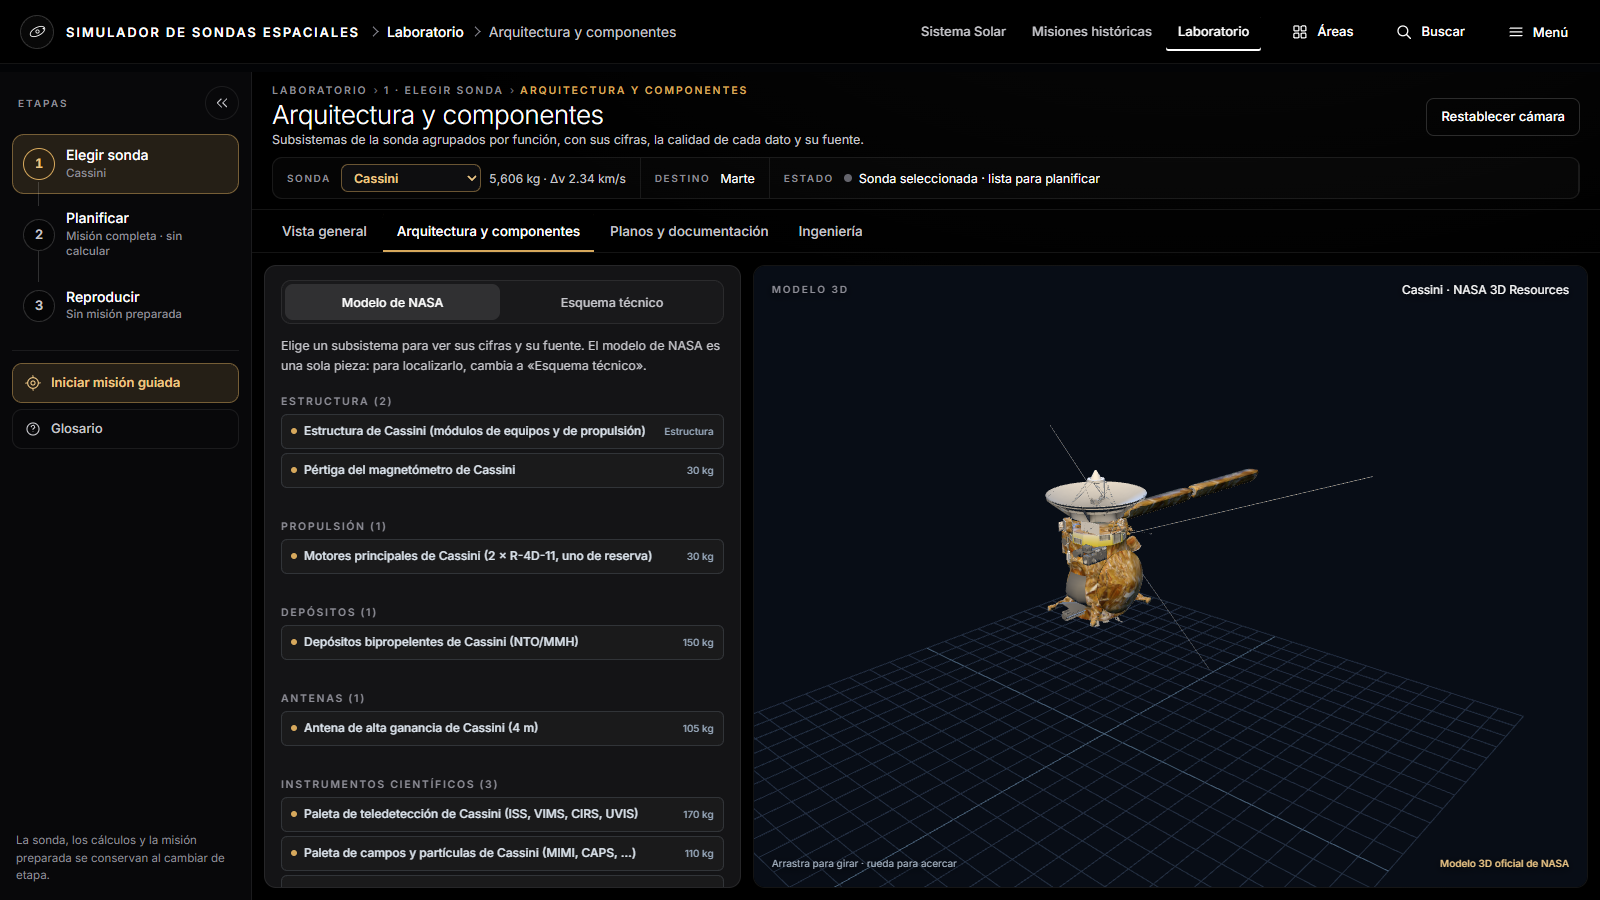 SIMULADOR DE SONDAS ESPACIALES > Laboratorio > Arquitectura y componentes
Sistema Solar
Misiones históricas
Laboratorio
Áreas
Buscar
Menú
ETAPAS
1
Elegir sonda
Cassini
2
Planificar
Misión completa · sin
calcular
3
Reproducir
Sin misión preparada
Iniciar misión guiada
Glosario
La sonda, los cálculos y la misión
preparada se conservan al cambiar de
etapa.
LABORATORIO › 1 · ELEGIR SONDA › ARQUITECTURA Y COMPONENTES
Arquitectura y componentes
Subsistemas de la sonda agrupados por función, con sus cifras, la calidad de cada dato y su fuente.
Restablecer cámara
SONDA Cassini 5,606 kg · Δv 2.34 km/s DESTINO Marte ESTADO Sonda seleccionada · lista para planificar
Vista general
Arquitectura y componentes
Planos y documentación
Ingeniería
Modelo de NASA
Esquema técnico
Elige un subsistema para ver sus cifras y su fuente. El modelo de NASA es
una sola pieza: para localizarlo, cambia a «Esquema técnico».
ESTRUCTURA (2)
Estructura de Cassini (módulos de equipos y de propulsión) Estructura
Pértiga del magnetómetro de Cassini 30 kg
PROPULSIÓN (1)
Motores principales de Cassini (2 × R-4D-11, uno de reserva) 30 kg
DEPÓSITOS (1)
Depósitos bipropelentes de Cassini (NTO/MMH) 150 kg
ANTENAS (1)
Antena de alta ganancia de Cassini (4 m) 105 kg
INSTRUMENTOS CIENTÍFICOS (3)
Paleta de teledetección de Cassini (ISS, VIMS, CIRS, UVIS) 170 kg
Paleta de campos y partículas de Cassini (MIMI, CAPS, ...) 110 kg
MODELO 3D
Cassini · NASA 3D Resources
Arrastra para girar · rueda para acercar
Modelo 3D oficial de NASA